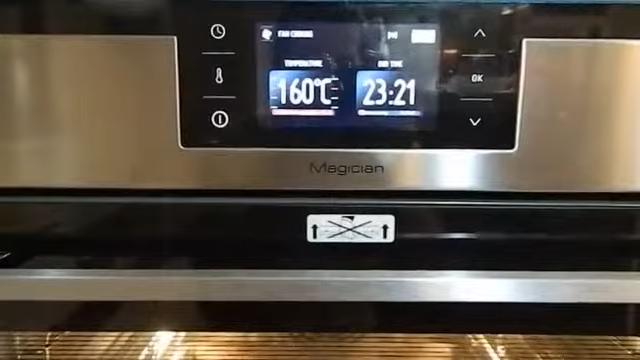 FAN COOKING
TEMPERATURE
END TIME
160°C
23:21
OK
Magician